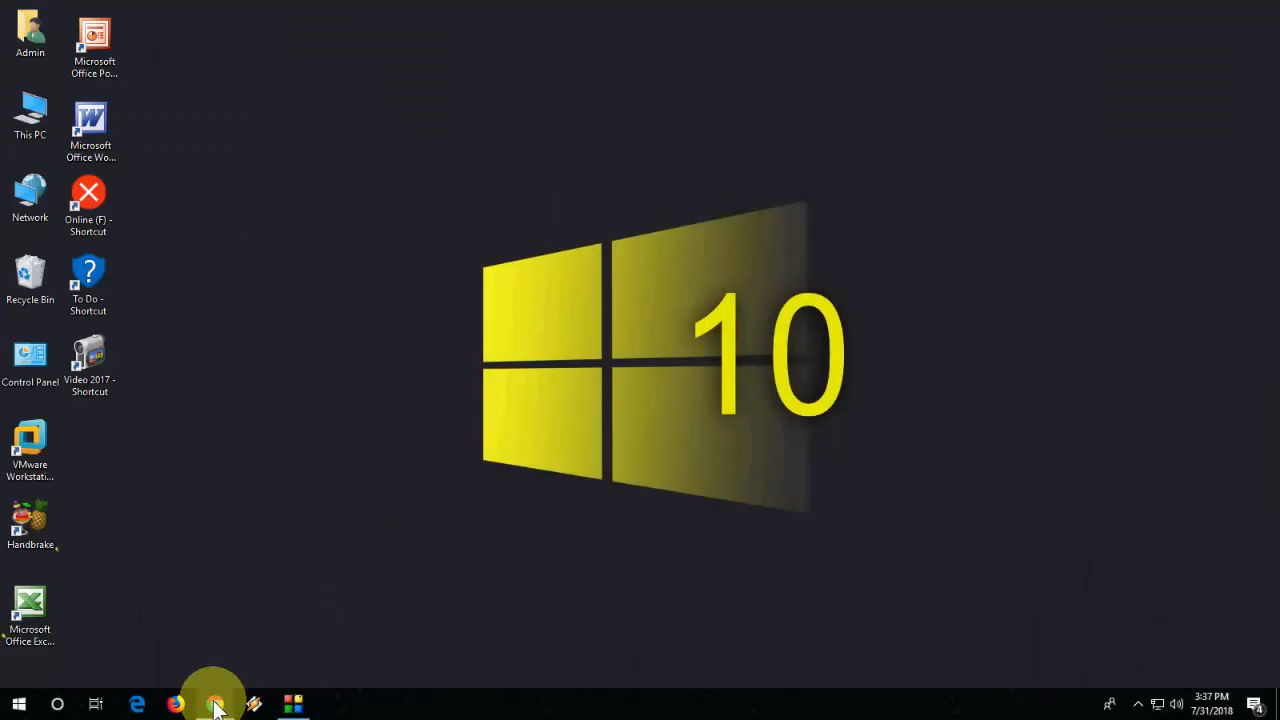 Admin
Microsoft
Office Po...
This PC
Microsoft
Office Wo...
Network
Online (F) -
Shortcut
Recycle Bin
To Do -
Shortcut
Control Panel
Video 2017 -
Shortcut
VMware
Workstati...
Handbrake
Microsoft
Office Exc...
10
3:37 PM
7/31/2018
4